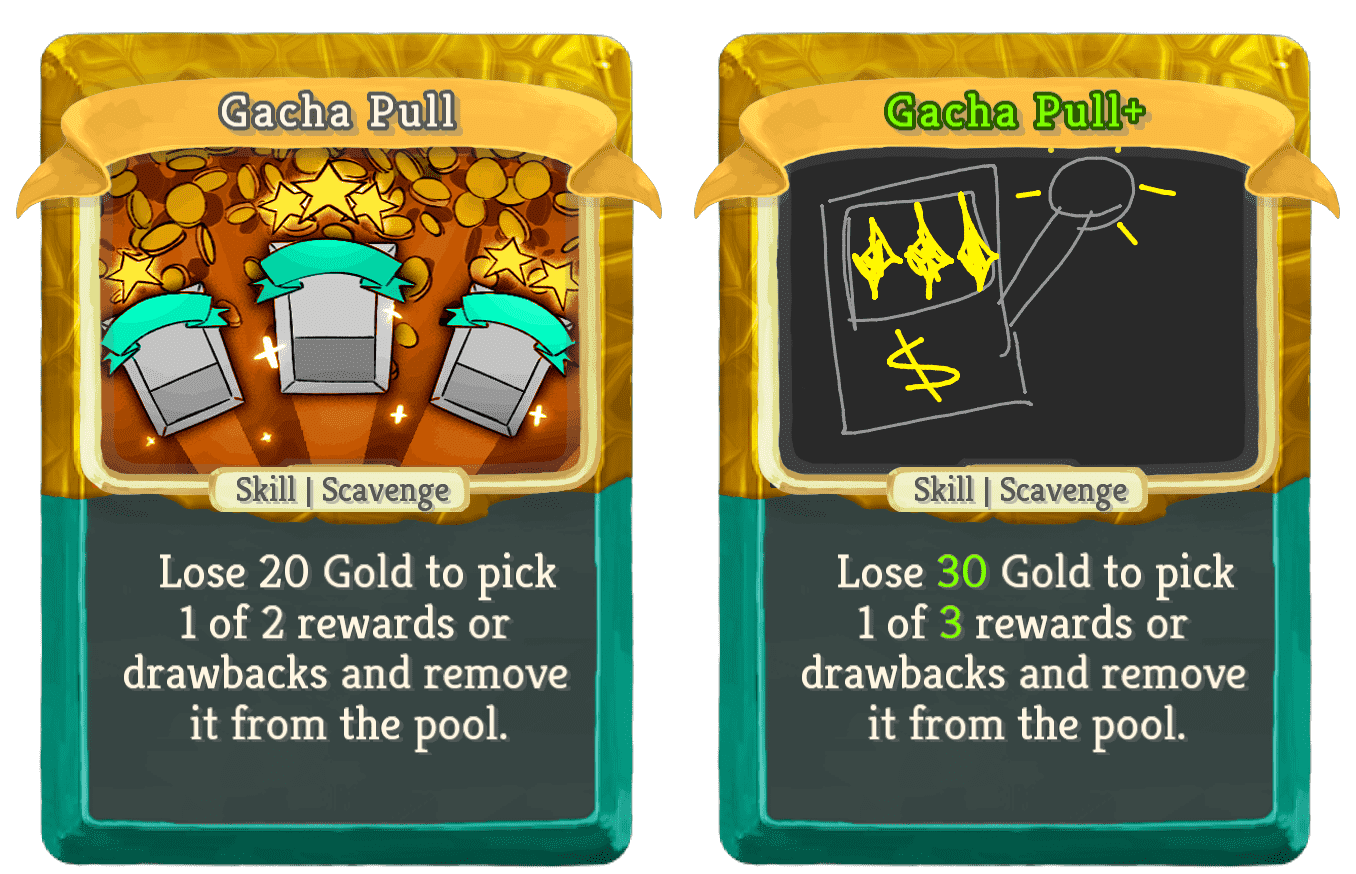 Gacha Pull
Skill | Scavenge
Lose 20 Gold to pick
1 of 2 rewards or
drawbacks and remove
it from the pool.
Gacha Pull+
$
Skill | Scavenge
Lose 30 Gold to pick
1 of 3 rewards or
drawbacks and remove
it from the pool.